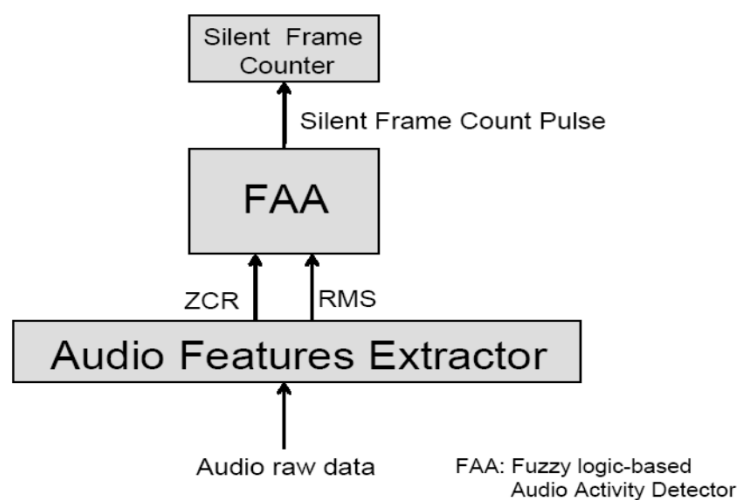 Silent Frame
Counter
Silent Frame Count Pulse
FAA
ZCR
RMS
Audio Features Extractor
Audio raw data
FAA: Fuzzy logic-based
Audio Activity Detector